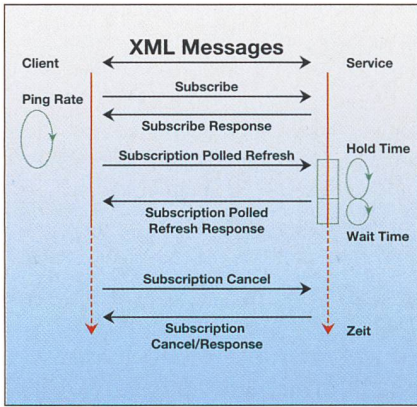 XML Messages
Client
Service
Subscribe
Ping Rate
Subscribe Response
Hold Time
Subscription Polled Refresh
Subscription Polled
Refresh Response
Wait Time
Subscription Cancel
Subscription
Cancel/Response
Zeit